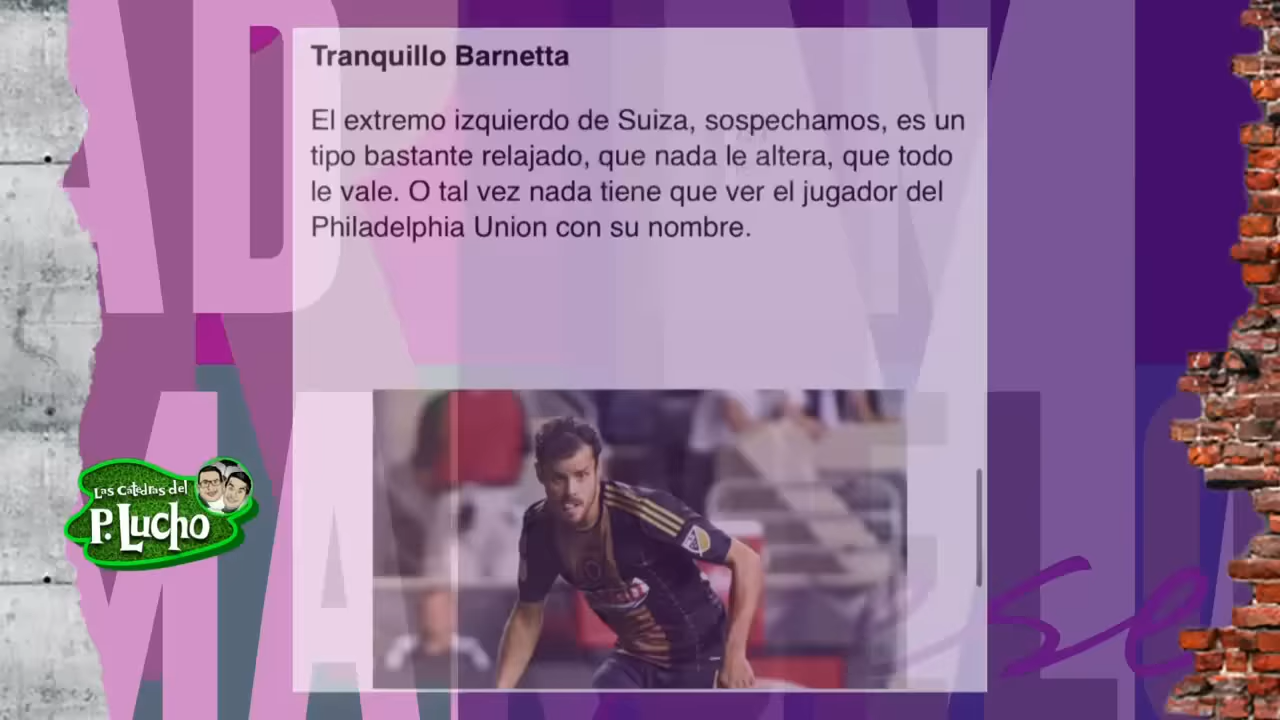 Tranquillo Barnetta
El extremo izquierdo de Suiza, sospechamos, es un
tipo bastante relajado, que nada le altera, que todo
le vale. O tal vez nada tiene que ver el jugador del
Philadelphia Union con su nombre.
Las Cátedras del
P. Lucho
se